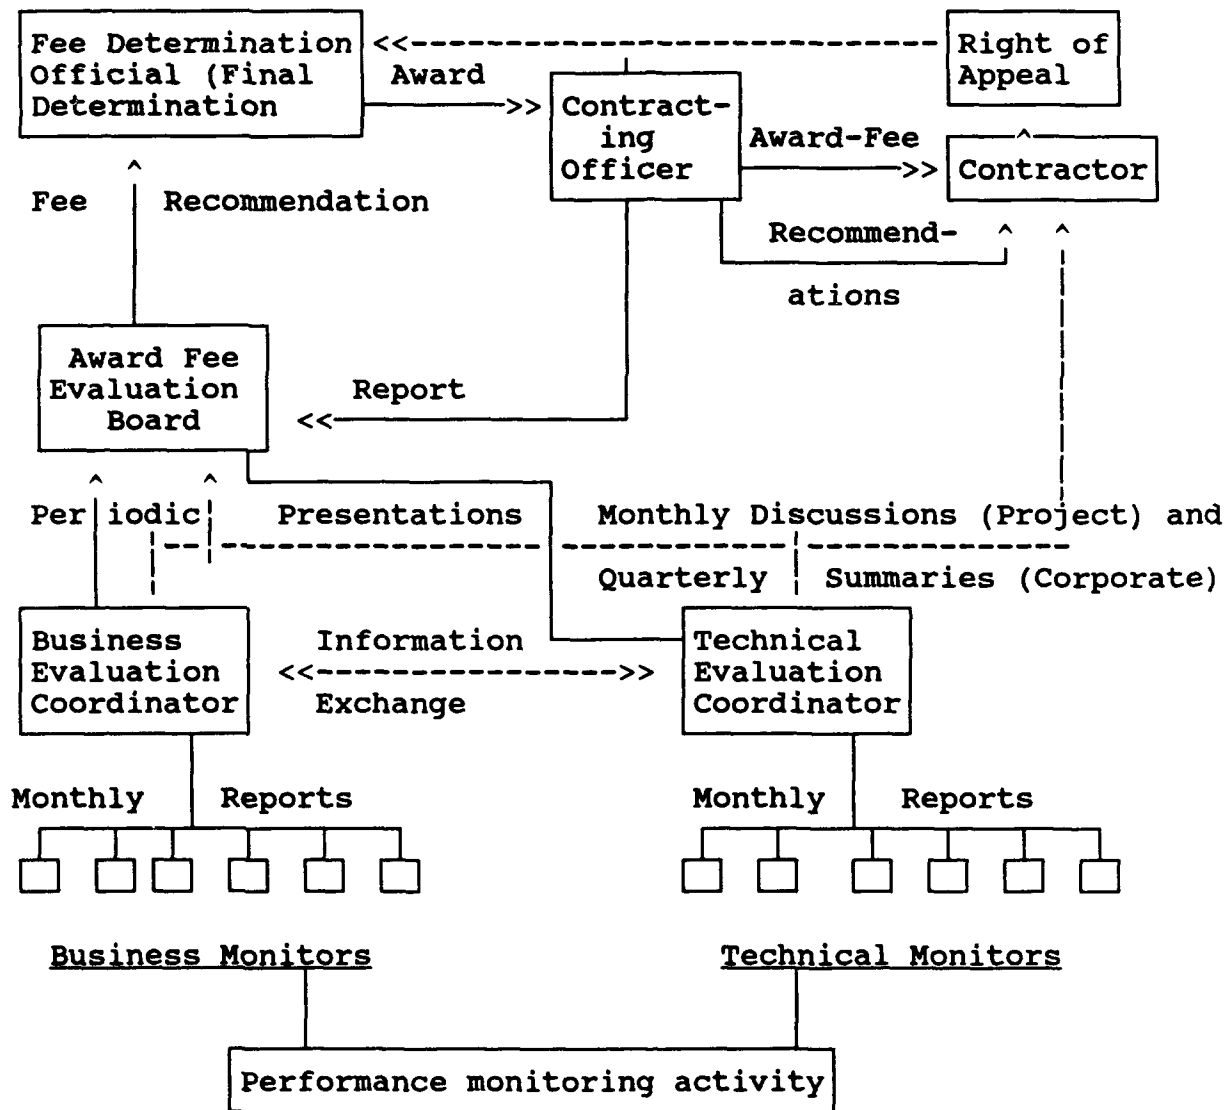 Fee Determination
Official (Final
Determination
<<----------------------------
Right of
Appeal
Award
>>
Contract-
ing
Officer
Award-Fee
>>
Contractor
Fee Recommendation
Recommend-
ations
Award Fee
Evaluation
Board
Report
<<
Periodic Presentations
Monthly Discussions (Project) and
Quarterly Summaries (Corporate)
Business
Evaluation
Coordinator
Information
<<---------------->>
Exchange
Technical
Evaluation
Coordinator
Monthly Reports
Monthly Reports
Business Monitors
Technical Monitors
Performance monitoring activity